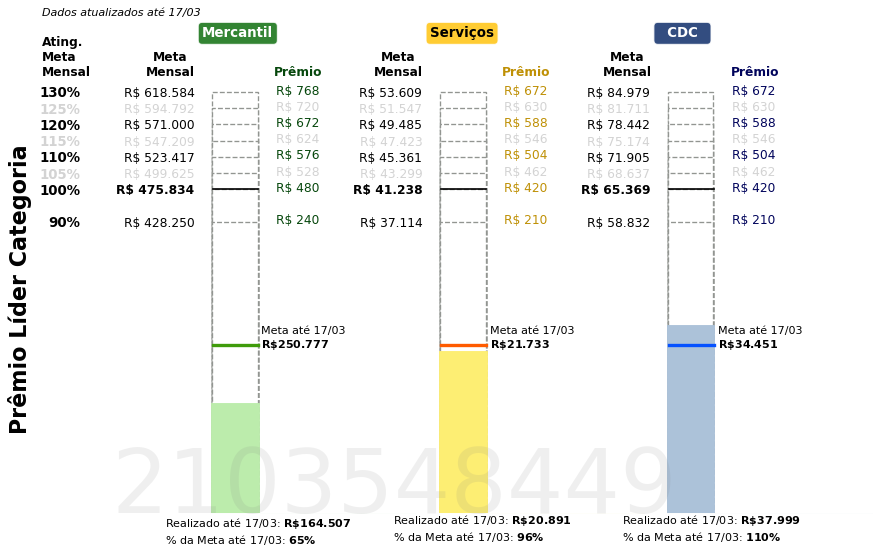 Dados atualizados até 17/03
Mercantil Serviços CDC
Ating. Meta Mensal
Meta Mensal Prêmio Meta Mensal Prêmio Meta Mensal Prêmio
130% R$ 618.584 R$ 768 R$ 53.609 R$ 672 R$ 84.979 R$ 672
125% R$ 594.792 R$ 720 R$ 51.547 R$ 630 R$ 81.711 R$ 630
120% R$ 571.000 R$ 672 R$ 49.485 R$ 588 R$ 78.442 R$ 588
115% R$ 547.209 R$ 624 R$ 47.423 R$ 546 R$ 75.174 R$ 546
110% R$ 523.417 R$ 576 R$ 45.361 R$ 504 R$ 71.905 R$ 504
105% R$ 499.625 R$ 528 R$ 43.299 R$ 462 R$ 68.637 R$ 462
100% R$ 475.834 R$ 480 R$ 41.238 R$ 420 R$ 65.369 R$ 420
90% R$ 428.250 R$ 240 R$ 37.114 R$ 210 R$ 58.832 R$ 210
Prêmio Líder Categoria
Meta até 17/03 Meta até 17/03 Meta até 17/03
R$250.777 R$21.733 R$34.451
2103548449
Realizado até 17/03: R$164.507 Realizado até 17/03: R$20.891 Realizado até 17/03: R$37.999
% da Meta até 17/03: 65% % da Meta até 17/03: 96% % da Meta até 17/03: 110%